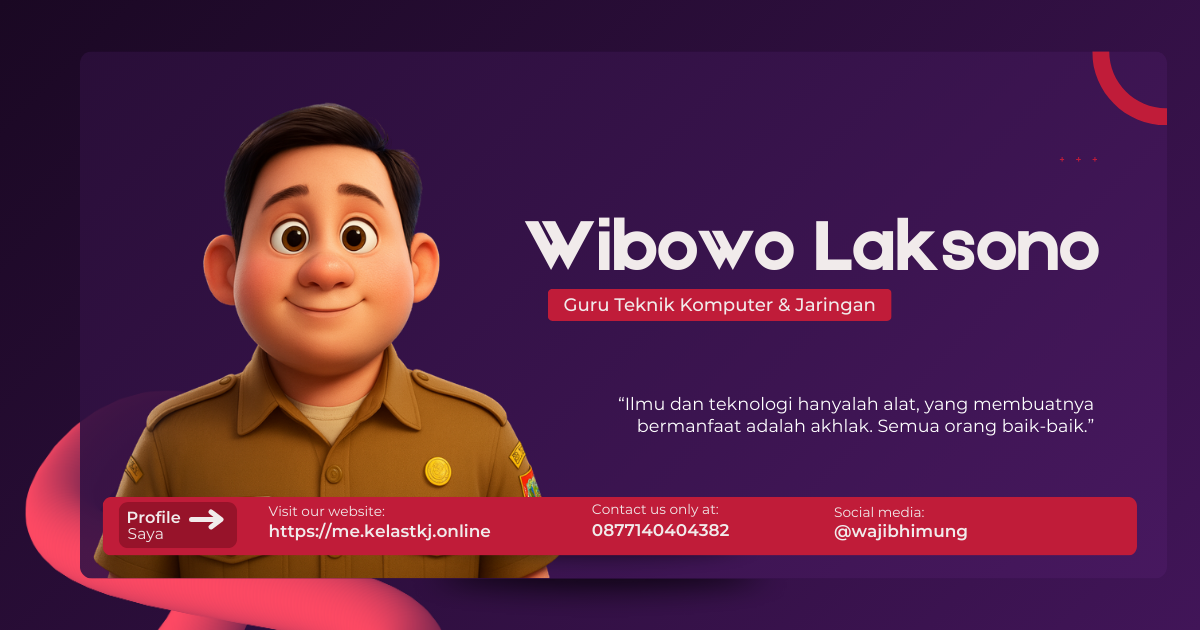 Wibowo Laksono
Guru Teknik Komputer & Jaringan
“Ilmu dan teknologi hanyalah alat, yang membuatnya
bermanfaat adalah akhlak. Semua orang baik-baik.”
Profile
Saya
Visit our website:
https://me.kelastkj.online
Contact us only at:
0877140404382
Social media:
@wajibhimung